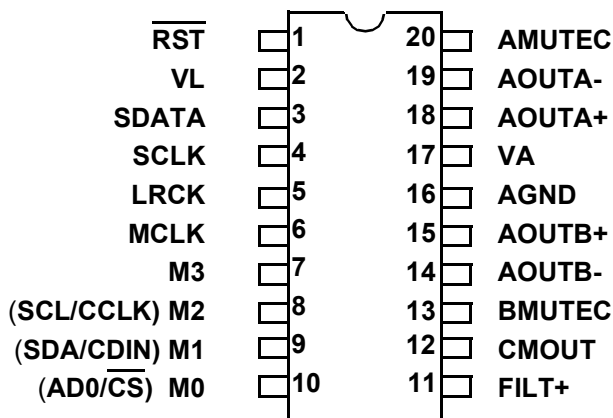 R̅S̅T̅ 1 20 AMUTEC
VL 2 19 AOUTA-
SDATA 3 18 AOUTA+
SCLK 4 17 VA
LRCK 5 16 AGND
MCLK 6 15 AOUTB+
M3 7 14 AOUTB-
(SCL/CCLK) M2 8 13 BMUTEC
(SDA/CDIN) M1 9 12 CMOUT
(AD0/C̅S̅) M0 10 11 FILT+